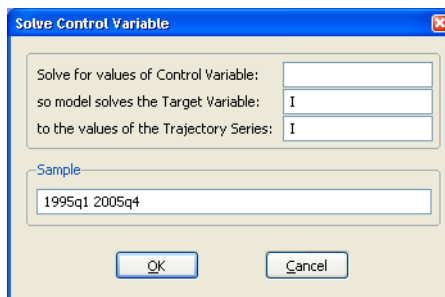 Solve Control Variable
Solve for values of Control Variable:
so model solves the Target Variable: I
to the values of the Trajectory Series: I
Sample
1995q1 2005q4
OK Cancel